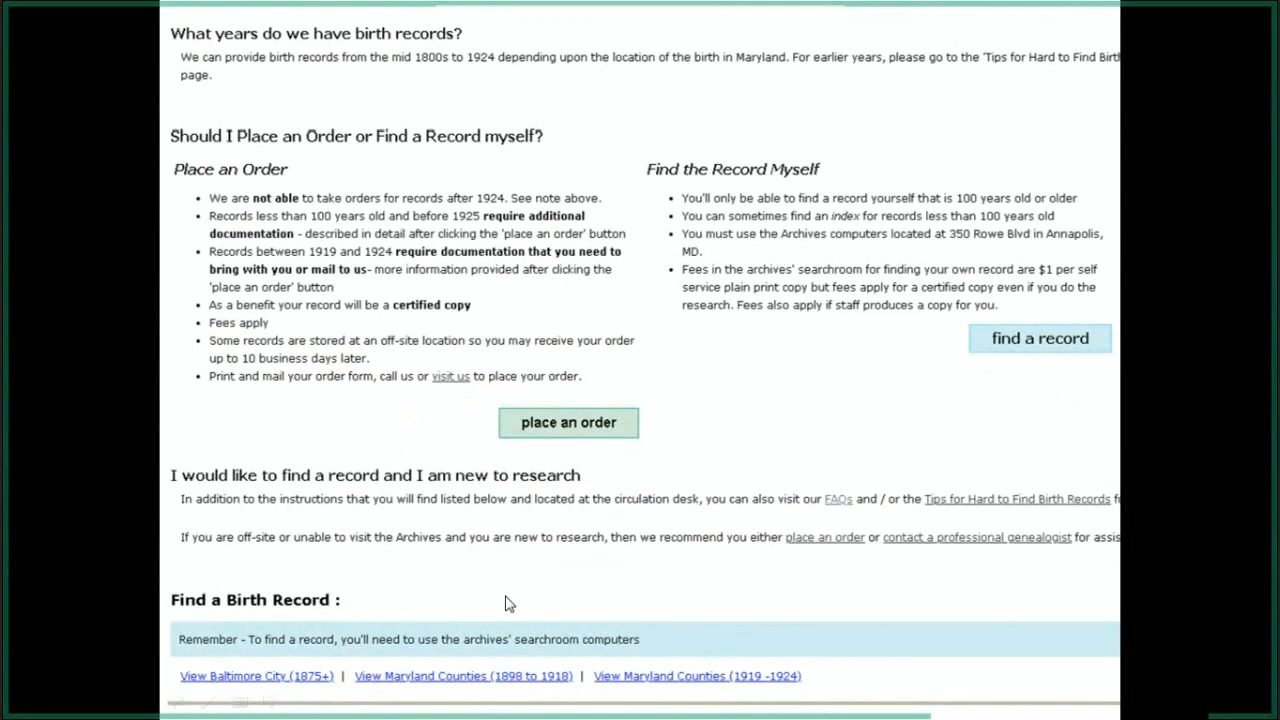 What years do we have birth records?
We can provide birth records from the mid 1800s to 1924 depending upon the location of the birth in Maryland. For earlier years, please go to the 'Tips for Hard to Find Birth
page.
Should I Place an Order or Find a Record myself?
Place an Order
We are not able to take orders for records after 1924. See note above.
Records less than 100 years old and before 1925 require additional
documentation - described in detail after clicking the 'place an order' button
Records between 1919 and 1924 require documentation that you need to
bring with you or mail to us- more information provided after clicking the
'place an order' button
As a benefit your record will be a certified copy
Fees apply
Some records are stored at an off-site location so you may receive your order
up to 10 business days later.
Print and mail your order form, call us or visit us to place your order.
place an order
Find the Record Myself
You'll only be able to find a record yourself that is 100 years old or older
You can sometimes find an index for records less than 100 years old
You must use the Archives computers located at 350 Rowe Blvd in Annapolis,
MD.
Fees in the archives' searchroom for finding your own record are $1 per self
service plain print copy but fees apply for a certified copy even if you do the
research. Fees also apply if staff produces a copy for you.
find a record
I would like to find a record and I am new to research
In addition to the instructions that you will find listed below and located at the circulation desk, you can also visit our FAQs and / or the Tips for Hard to Find Birth Records
If you are off-site or unable to visit the Archives and you are new to research, then we recommend you either place an order or contact a professional genealogist for assis
Find a Birth Record :
Remember - To find a record, you'll need to use the archives' searchroom computers
View Baltimore City (1875+) | View Maryland Counties (1898 to 1918) | View Maryland Counties (1919 -1924)